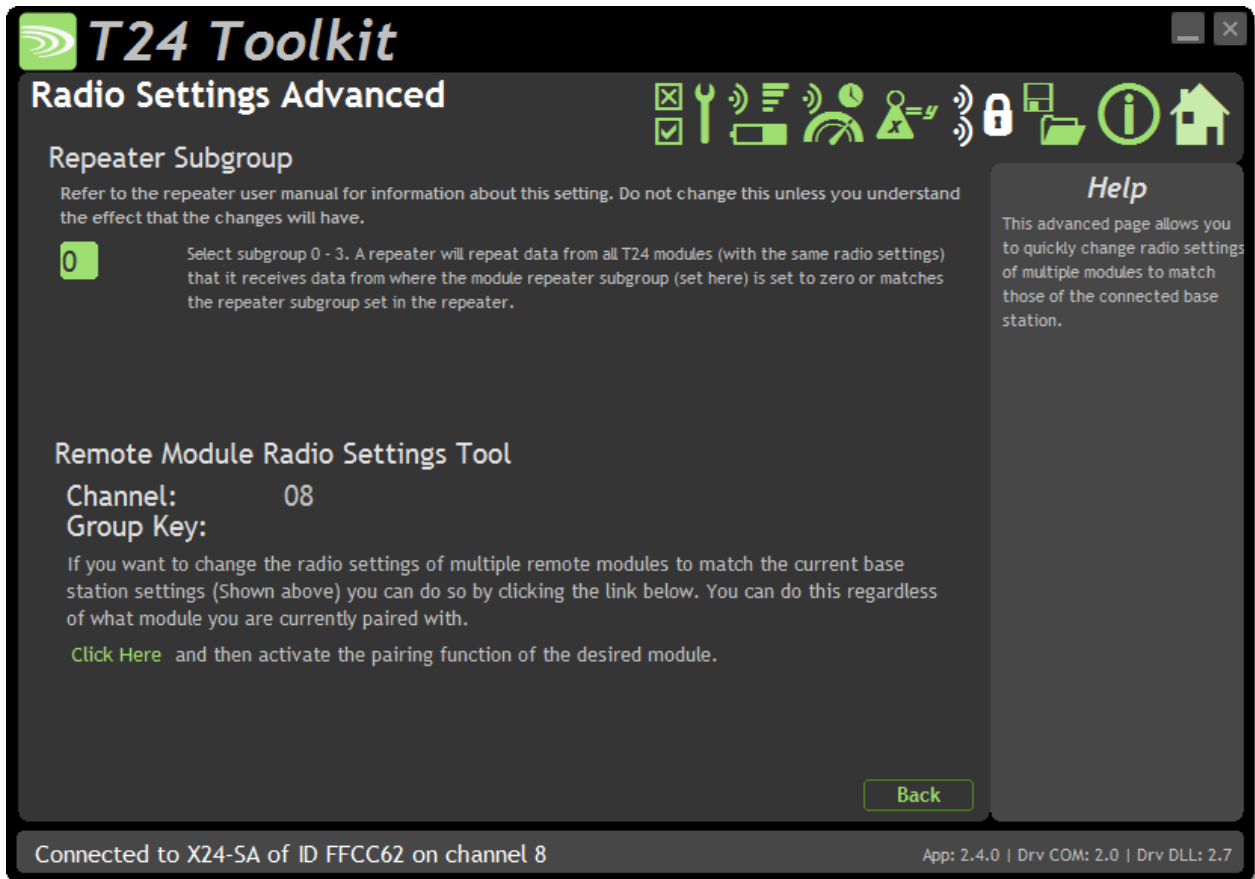 T24 Toolkit
Radio Settings Advanced
x
=y
Repeater Subgroup
Refer to the repeater user manual for information about this setting. Do not change this unless you understand
the effect that the changes will have.
0
Select subgroup 0 - 3. A repeater will repeat data from all T24 modules (with the same radio settings)
that it receives data from where the module repeater subgroup (set here) is set to zero or matches
the repeater subgroup set in the repeater.
Remote Module Radio Settings Tool
Channel: 08
Group Key:
If you want to change the radio settings of multiple remote modules to match the current base
station settings (Shown above) you can do so by clicking the link below. You can do this regardless
of what module you are currently paired with.
Click Here and then activate the pairing function of the desired module.
Back
Help
This advanced page allows you
to quickly change radio settings
of multiple modules to match
those of the connected base
station.
Connected to X24-SA of ID FFCC62 on channel 8
App: 2.4.0 | Drv COM: 2.0 | Drv DLL: 2.7